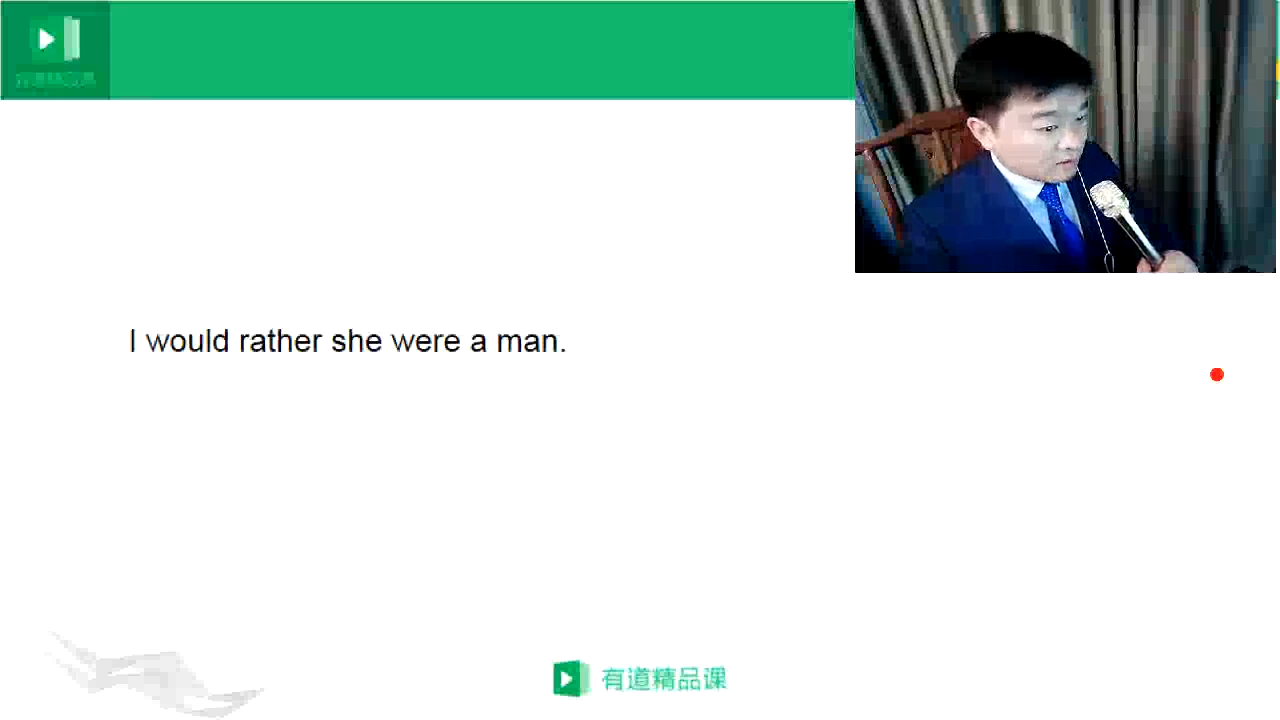 I would rather she were a man.
有道精品课